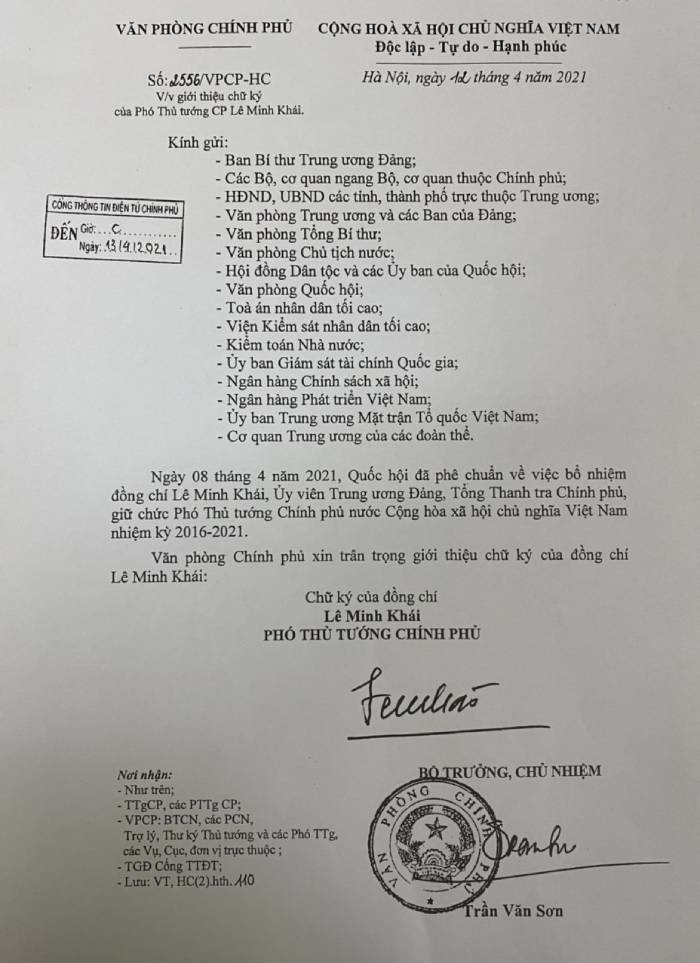 VĂN PHÒNG CHÍNH PHỦ
CỘNG HOÀ XÃ HỘI CHỦ NGHĨA VIỆT NAM
Độc lập - Tự do - Hạnh phúc
Số: 2556/VPCP-HC
V/v giới thiệu chữ ký
của Phó Thủ tướng CP Lê Minh Khái.
Hà Nội, ngày 12 tháng 4 năm 2021
Kính gửi:
- Ban Bí thư Trung ương Đảng;
- Các Bộ, cơ quan ngang Bộ, cơ quan thuộc Chính phủ;
- HĐND, UBND các tỉnh, thành phố trực thuộc Trung ương;
- Văn phòng Trung ương và các Ban của Đảng;
- Văn phòng Tổng Bí thư;
- Văn phòng Chủ tịch nước;
- Hội đồng Dân tộc và các Ủy ban của Quốc hội;
- Văn phòng Quốc hội;
- Toà án nhân dân tối cao;
- Viện Kiểm sát nhân dân tối cao;
- Kiểm toán Nhà nước;
- Ủy ban Giám sát tài chính Quốc gia;
- Ngân hàng Chính sách xã hội;
- Ngân hàng Phát triển Việt Nam;
- Ủy ban Trung ương Mặt trận Tổ quốc Việt Nam;
- Cơ quan Trung ương của các đoàn thể.
CỔNG THÔNG TIN ĐIỆN TỬ CHÍNH PHỦ
ĐẾN Giờ: ...C...........
Ngày: 13/4/2021...
Ngày 08 tháng 4 năm 2021, Quốc hội đã phê chuẩn về việc bổ nhiệm
đồng chí Lê Minh Khái, Ủy viên Trung ương Đảng, Tổng Thanh tra Chính phủ,
giữ chức Phó Thủ tướng Chính phủ nước Cộng hòa xã hội chủ nghĩa Việt Nam
nhiệm kỳ 2016-2021.
Văn phòng Chính phủ xin trân trọng giới thiệu chữ ký của đồng chí
Lê Minh Khái:
Chữ ký của đồng chí
Lê Minh Khái
PHÓ THỦ TƯỚNG CHÍNH PHỦ
Nơi nhận:
- Như trên;
- TTgCP, các PTTg CP;
- VPCP: BTCN, các PCN,
Trợ lý, Thư ký Thủ tướng và các Phó TTg,
các Vụ, Cục, đơn vị trực thuộc ;
- TGĐ Cổng TTĐT;
- Lưu: VT, HC(2).hth. 110
BỘ TRƯỞNG, CHỦ NHIỆM
VĂN PHÒNG CHÍNH PHỦ
Trần Văn Sơn